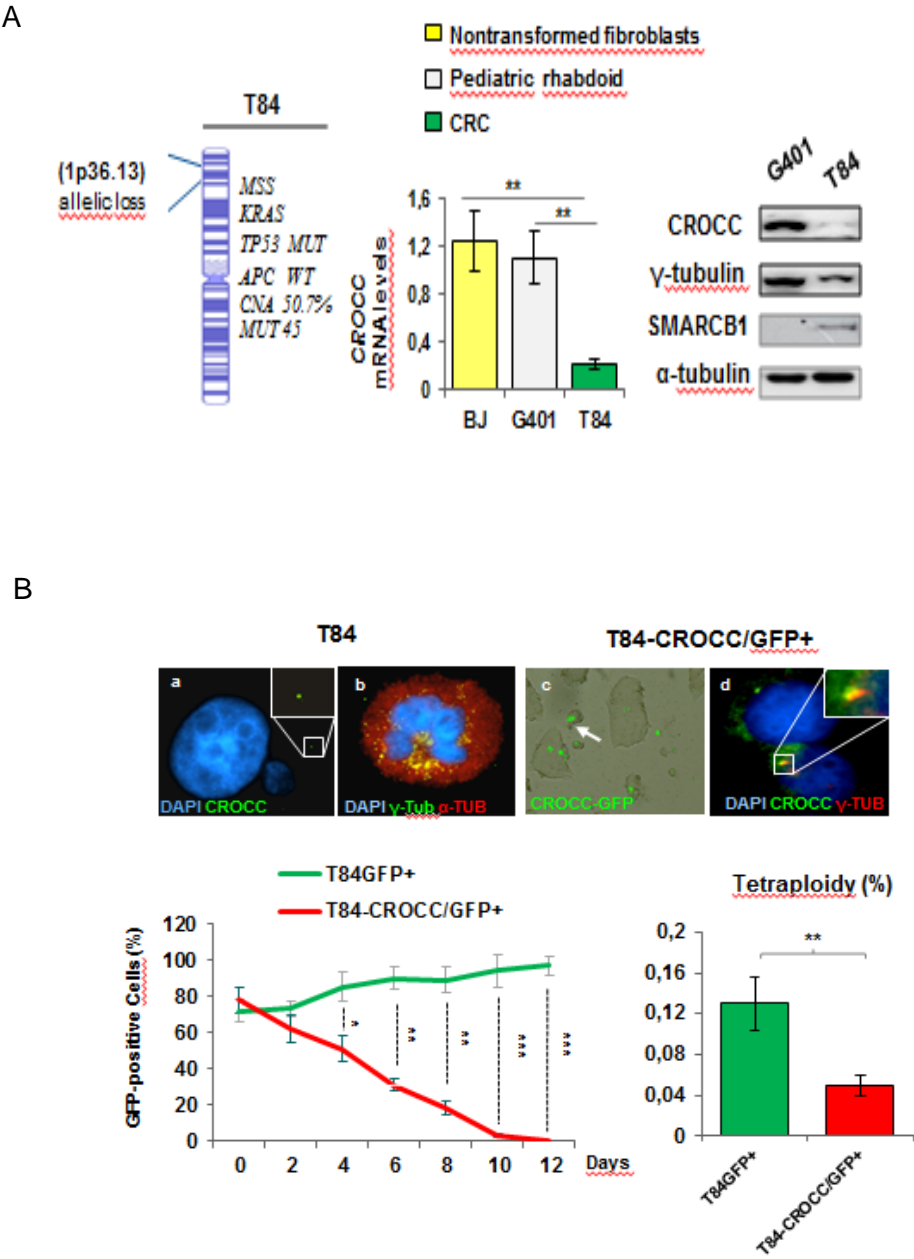 A
Nontransformed fibroblasts
Pediatric rhabdoid
CRC
T84
(1p36.13)
allelic loss
MSS
KRAS
TP53 MUT
APC WT
CNA 50.7%
MUT 45
CROCC
mRNA levels
1,6
1,2
0,8
0,4
0
**
**
BJ G401 T84
G401 T84
CROCC
γ-tubulin
SMARCB1
α-tubulin
B
T84
T84-CROCC/GFP+
a
DAPI CROCC
b
DAPI γ-Tub α-TUB
c
CROCC-GFP
d
DAPI CROCC γ-TUB
T84GFP+
T84-CROCC/GFP+
GFP-positive Cells (%)
120
100
80
60
40
20
0
*
**
**
***
***
0 2 4 6 8 10 12 Days
Tetraploidy (%)
0,2
0,16
0,12
0,08
0,04
0
**
T84GFP+
T84-CROCC/GFP+